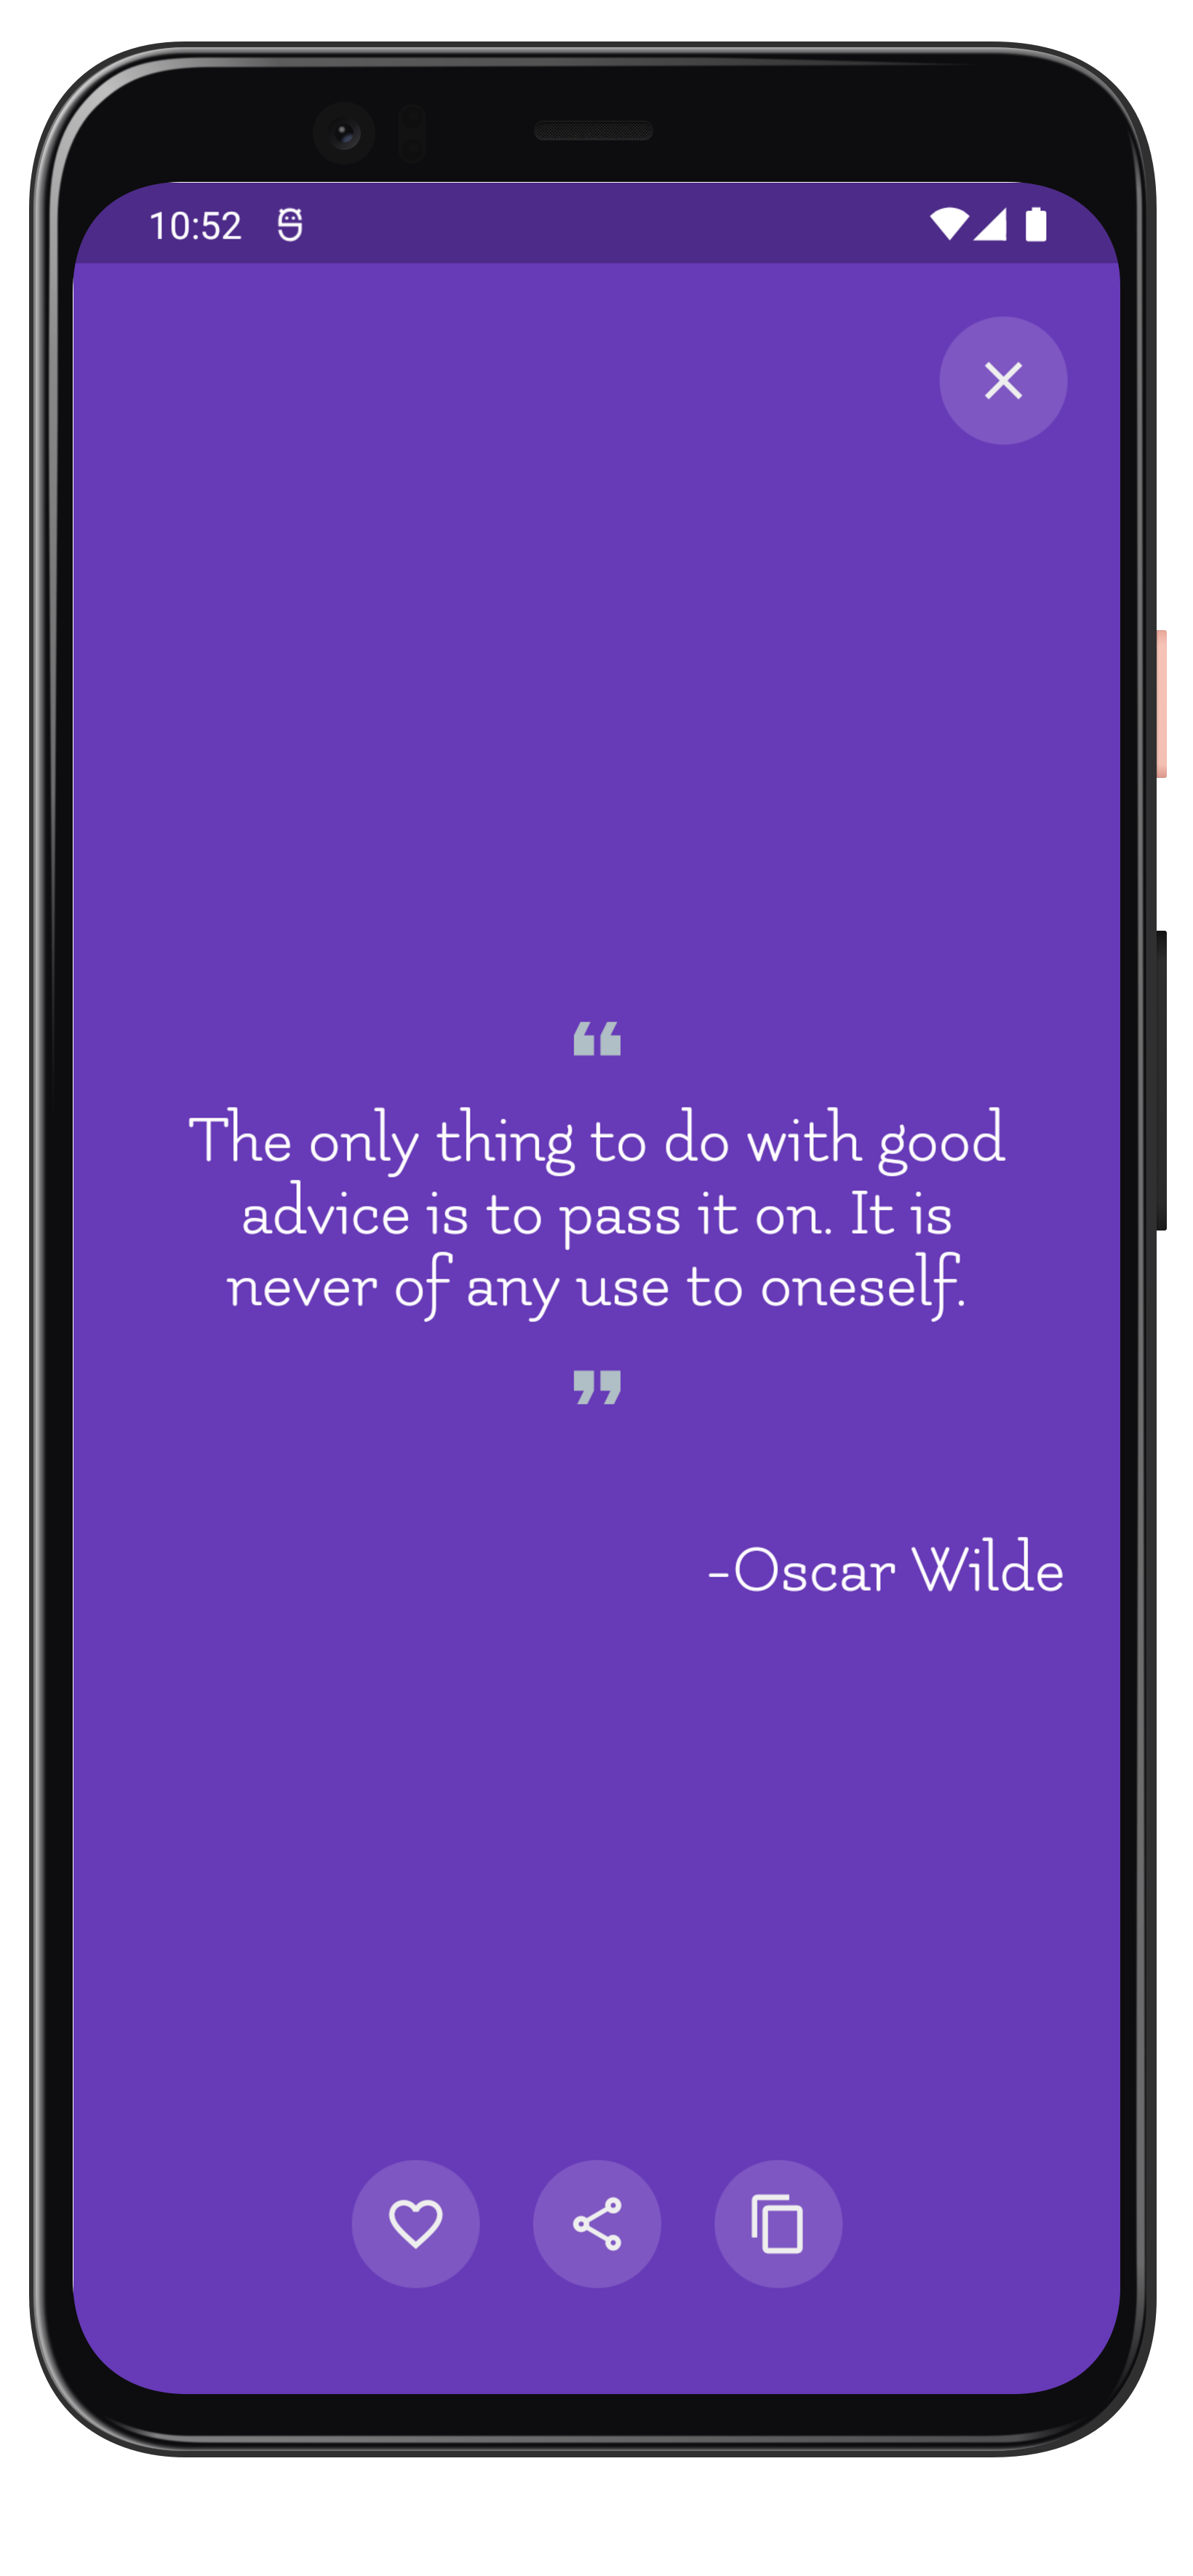 10:52
❝
The only thing to do with good
advice is to pass it on. It is
never of any use to oneself.
❞
-Oscar Wilde